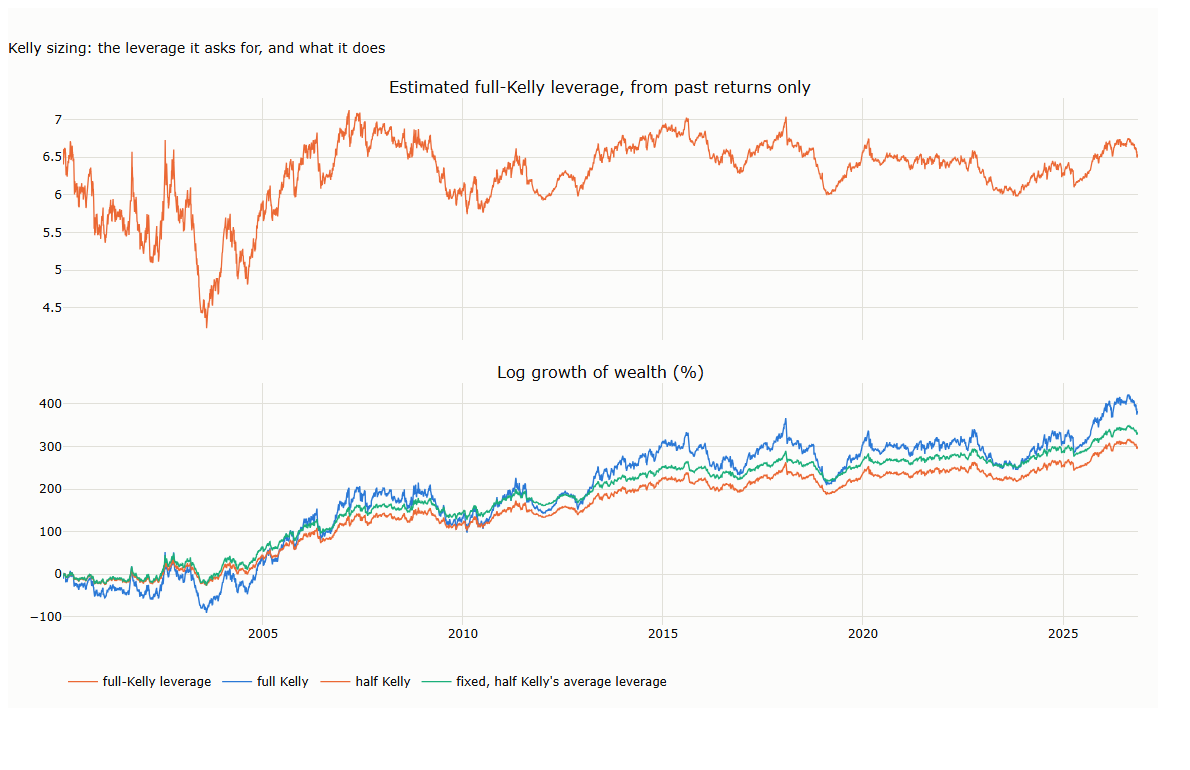 Kelly sizing: the leverage it asks for, and what it does
Estimated full-Kelly leverage, from past returns only
7
6.5
6
5.5
5
4.5
Log growth of wealth (%)
400
300
200
100
0
−100
2005 2010 2015 2020 2025
full-Kelly leverage full Kelly half Kelly fixed, half Kelly's average leverage